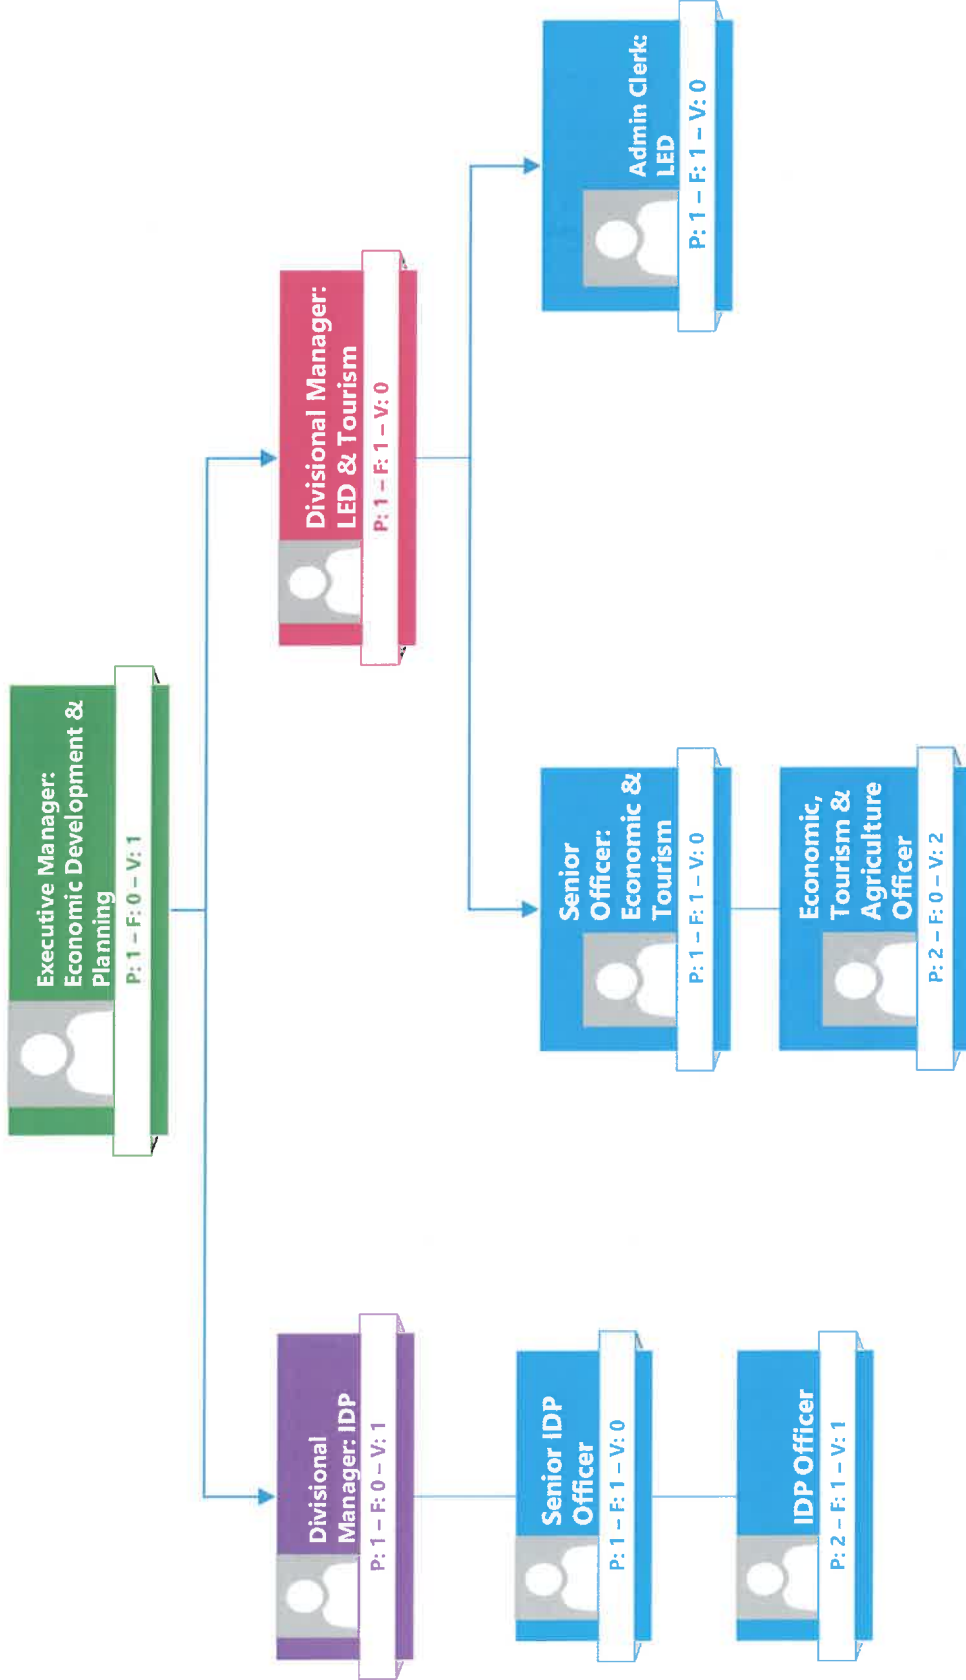 Executive Manager:
Economic Development &
Planning
P: 1 – F: 0 – V: 1
Divisional
Manager: IDP
P: 1 – F: 0 – V: 1
Senior IDP
Officer
P: 1 – F: 1 – V: 0
IDP Officer
P: 2 – F: 1 – V: 1
Divisional Manager:
LED & Tourism
P: 1 – F: 1 – V: 0
Senior
Officer:
Economic &
Tourism
P: 1 – F: 1 – V: 0
Economic,
Tourism &
Agriculture
Officer
P: 2 – F: 0 – V: 2
Admin Clerk:
LED
P: 1 – F: 1 – V: 0